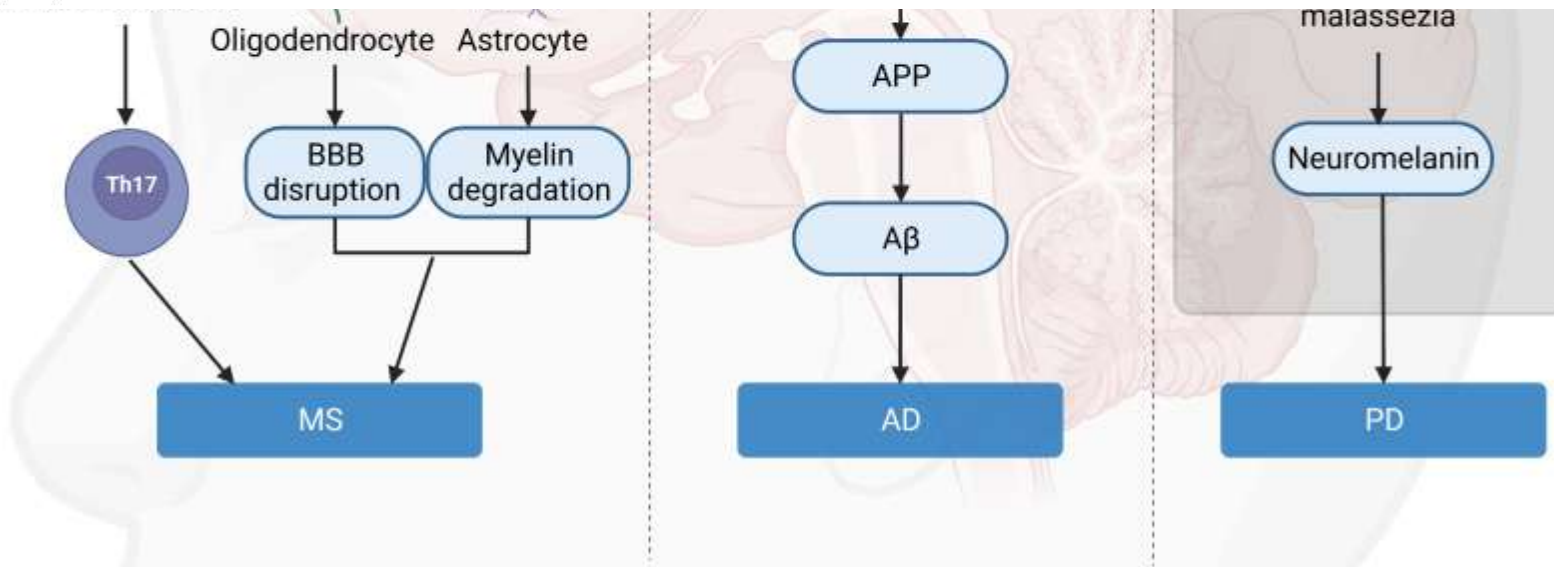 malassezia
Oligodendrocyte Astrocyte
APP
BBB
disruption
Myelin
degradation
Neuromelanin
Th17
Aβ
MS
AD
PD